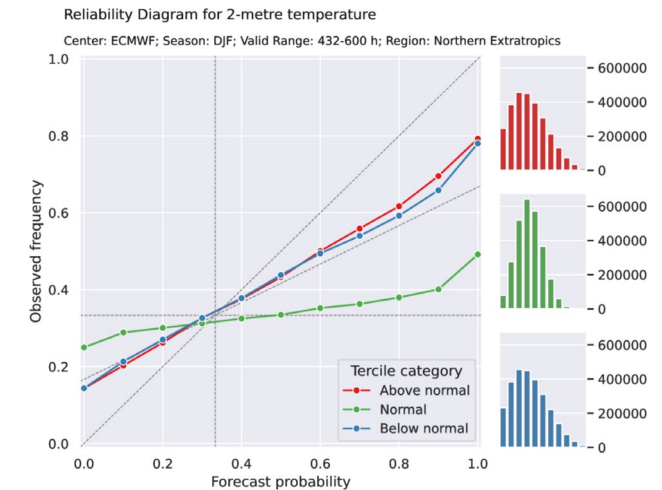 Reliability Diagram for 2-metre temperature
Center: ECMWF; Season: DJF; Valid Range: 432-600 h; Region: Northern Extratropics
1.0
0.8
0.6
0.4
0.2
0.0
Observed frequency
0.0 0.2 0.4 0.6 0.8 1.0
Forecast probability
Tercile category
Above normal
Normal
Below normal
600000
400000
200000
0
600000
400000
200000
0
600000
400000
200000
0